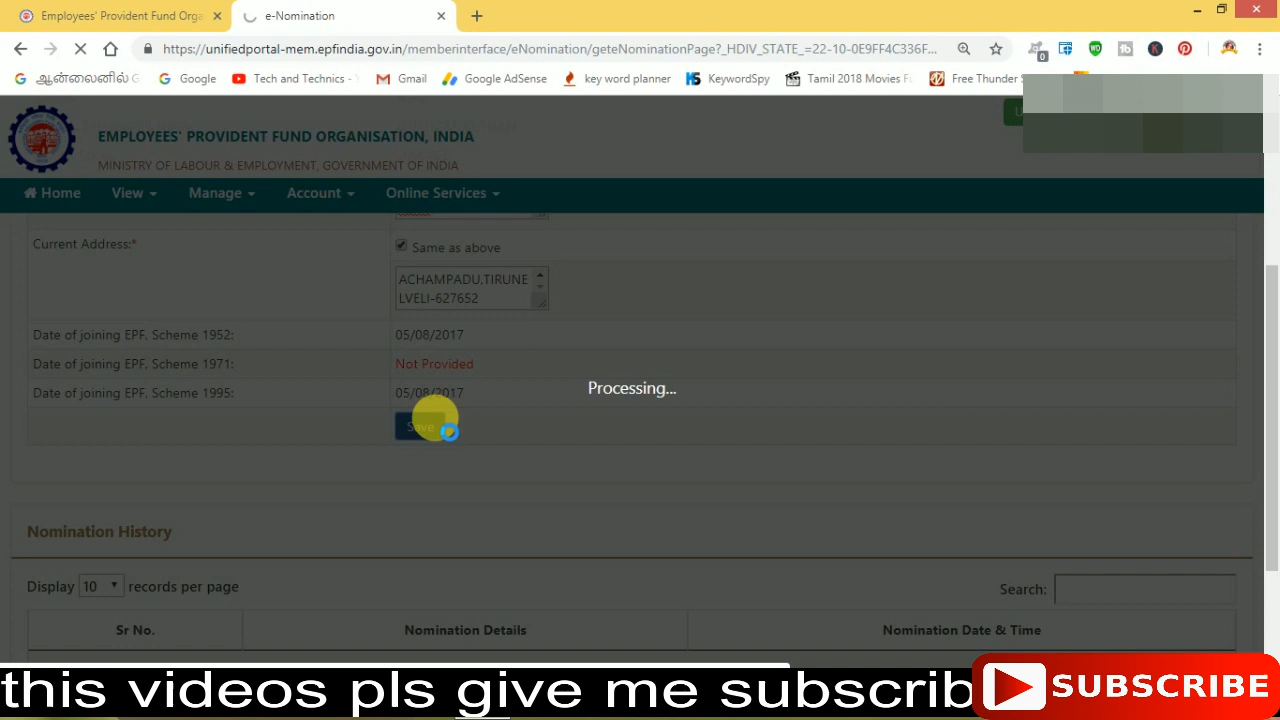 Employees' Provident Fund Orga
e-Nomination
https://unifiedportal-mem.epfindia.gov.in/memberinterface/eNomination/geteNominationPage?_HDIV_STATE_=22-10-0E9FF4C336F...
0
ஆன்லைனில் G
Google
Tech and Technics -
Gmail
Google AdSense
key word planner
KeywordSpy
Tamil 2018 Movies
Free Thunder
EMPLOYEES' PROVIDENT FUND ORGANISATION, INDIA
MINISTRY OF LABOUR & EMPLOYMENT, GOVERNMENT OF INDIA
Home View Manage Account Online Services
Current Address:*
Same as above
ACHAMPADU,TIRUNE
LVELI-627652
Date of joining EPF, Scheme 1952: 05/08/2017
Date of joining EPF, Scheme 1971: Not Provided
Processing...
Date of joining EPF, Scheme 1995: 05/08/2017
Save
Nomination History
Display 10 records per page
Search:
Sr No. Nomination Details Nomination Date & Time
this videos pls give me subscrib
SUBSCRIBE